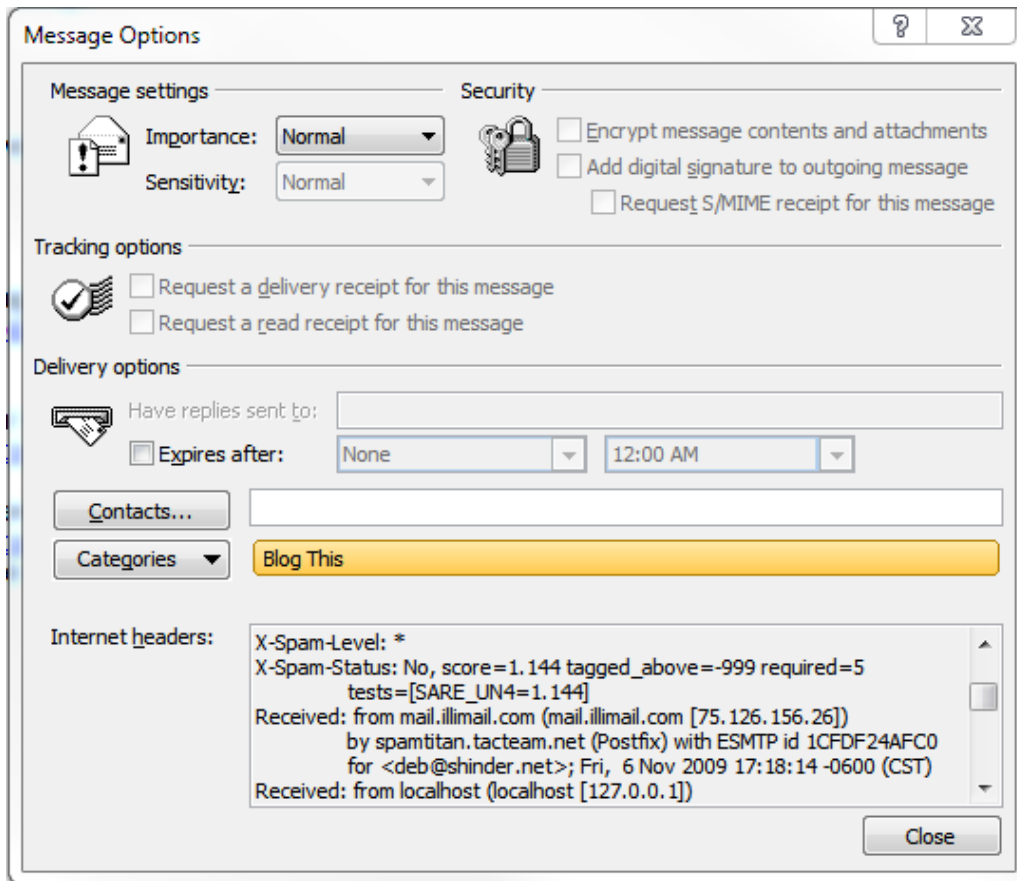 Message Options
Message settings
Importance: Normal
Sensitivity: Normal
Security
Encrypt message contents and attachments
Add digital signature to outgoing message
Request S/MIME receipt for this message
Tracking options
Request a delivery receipt for this message
Request a read receipt for this message
Delivery options
Have replies sent to:
Expires after: None 12:00 AM
Contacts...
Categories Blog This
Internet headers:
X-Spam-Level: *
X-Spam-Status: No, score=1.144 tagged_above=-999 required=5
tests=[SARE_UN4=1.144]
Received: from mail.illimail.com (mail.illimail.com [75.126.156.26])
by spamtitan.tacteam.net (Postfix) with ESMTP id 1CFDF24AFC0
for <deb@shinder.net>; Fri, 6 Nov 2009 17:18:14 -0600 (CST)
Received: from localhost (localhost [127.0.0.1])
Close